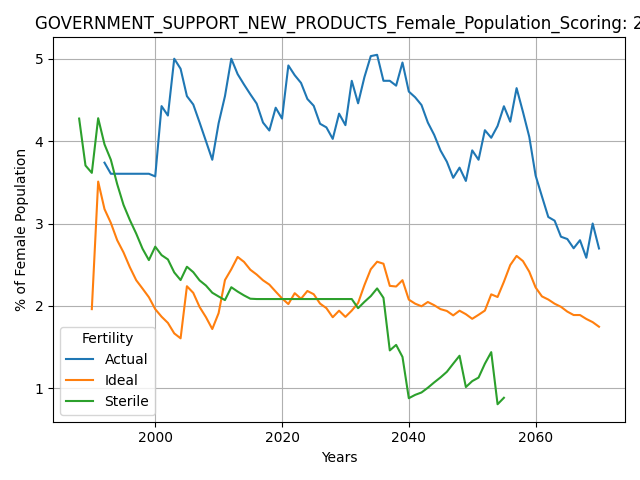 GOVERNMENT_SUPPORT_NEW_PRODUCTS_Female_Population_Scoring: 2
5
4
3
2
1
% of Female Population
Fertility
Actual
Ideal
Sterile
2000 2020 2040 2060
Years